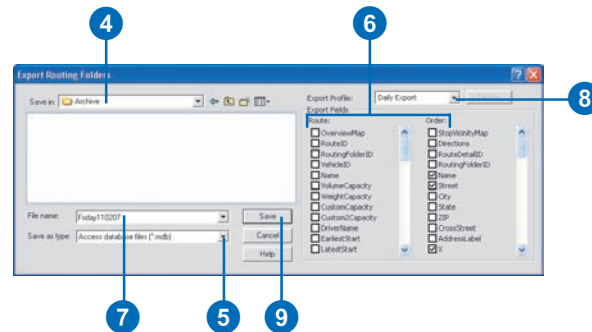 4
6
Export Routing Folders
Save in: Archive
Export Profile: Daily Export
8
Export Fields
Route:
Order:
OverviewMap
RouteID
RoutingFolderID
VehicleID
Name
VolumeCapacity
WeightCapacity
CustomCapacity
Custom2Capacity
DriverName
EarliestStart
LatestStart
StopVicinityMap
Directions
RouteDetailID
RoutingFolderID
Name
Street
City
State
ZIP
CrossStreet
AddressLabel
X
File name: Friday110207
Save
Save as type: Access database files (*.mdb)
Cancel
Help
7
5
9